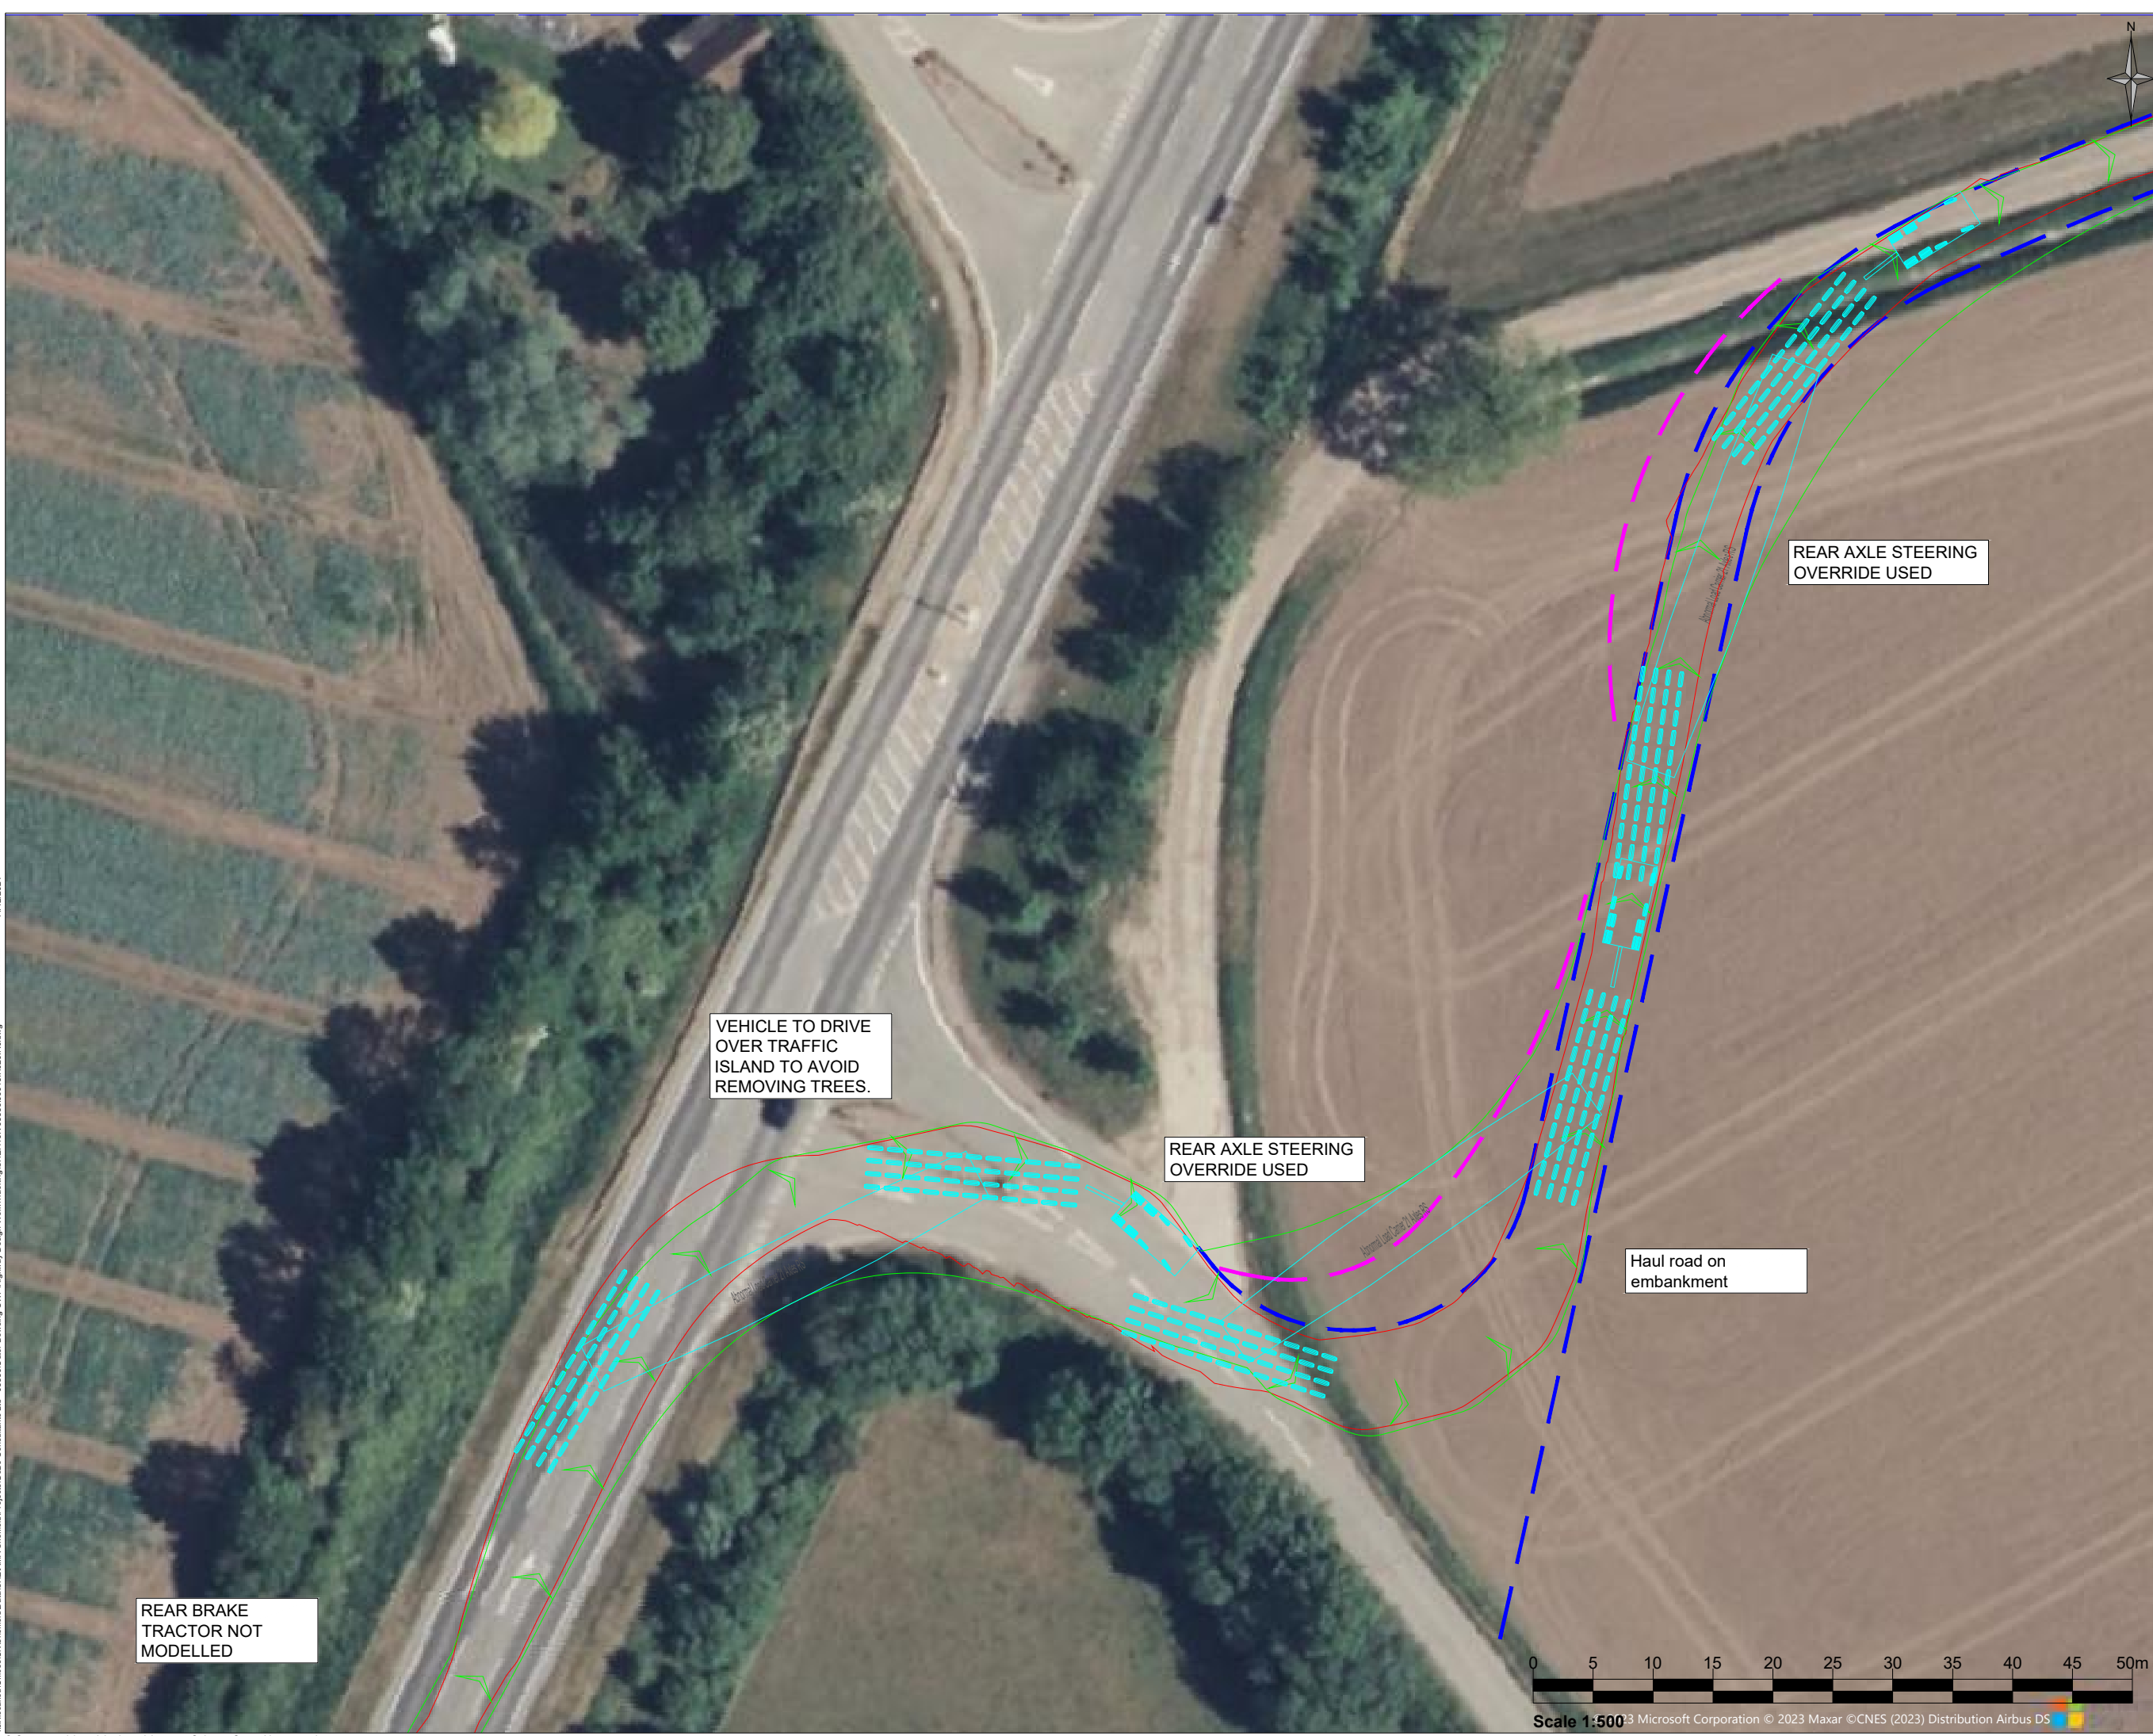 N
REAR AXLE STEERING
OVERRIDE USED
VEHICLE TO DRIVE
OVER TRAFFIC
ISLAND TO AVOID
REMOVING TREES.
REAR AXLE STEERING
OVERRIDE USED
Haul road on
embankment
REAR BRAKE
TRACTOR NOT
MODELLED
0 5 10 15 20 25 30 35 40 45 50m
Scale 1:500
23 Microsoft Corporation © 2023 Maxar ©CNES (2023) Distribution Airbus DS